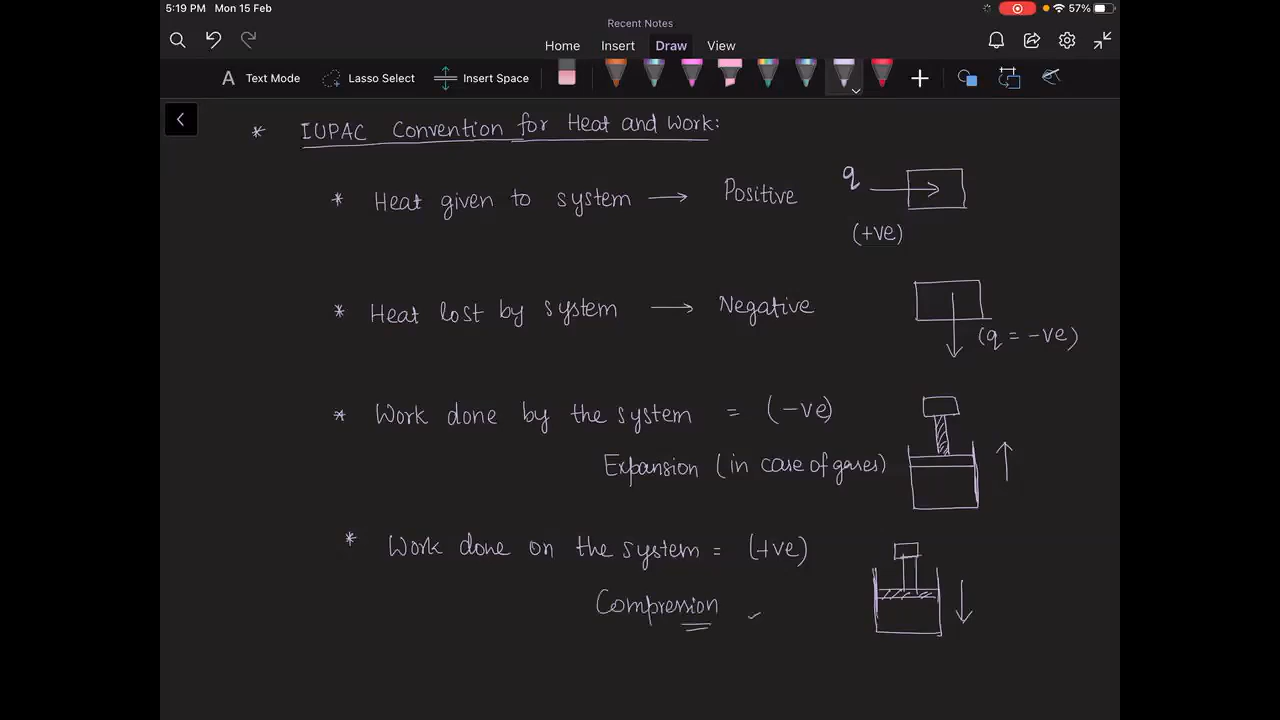 5:19 PM Mon 15 Feb
57%
Recent Notes
Home Insert Draw View
A Text Mode Lasso Select Insert Space
* IUPAC Convention for Heat and Work:
* Heat given to system → Positive q
(+ve)
* Heat lost by system → Negative
(q = -ve)
* Work done by the system = (-ve)
Expansion (in case of gases)
* Work done on the system = (+ve)
Compression